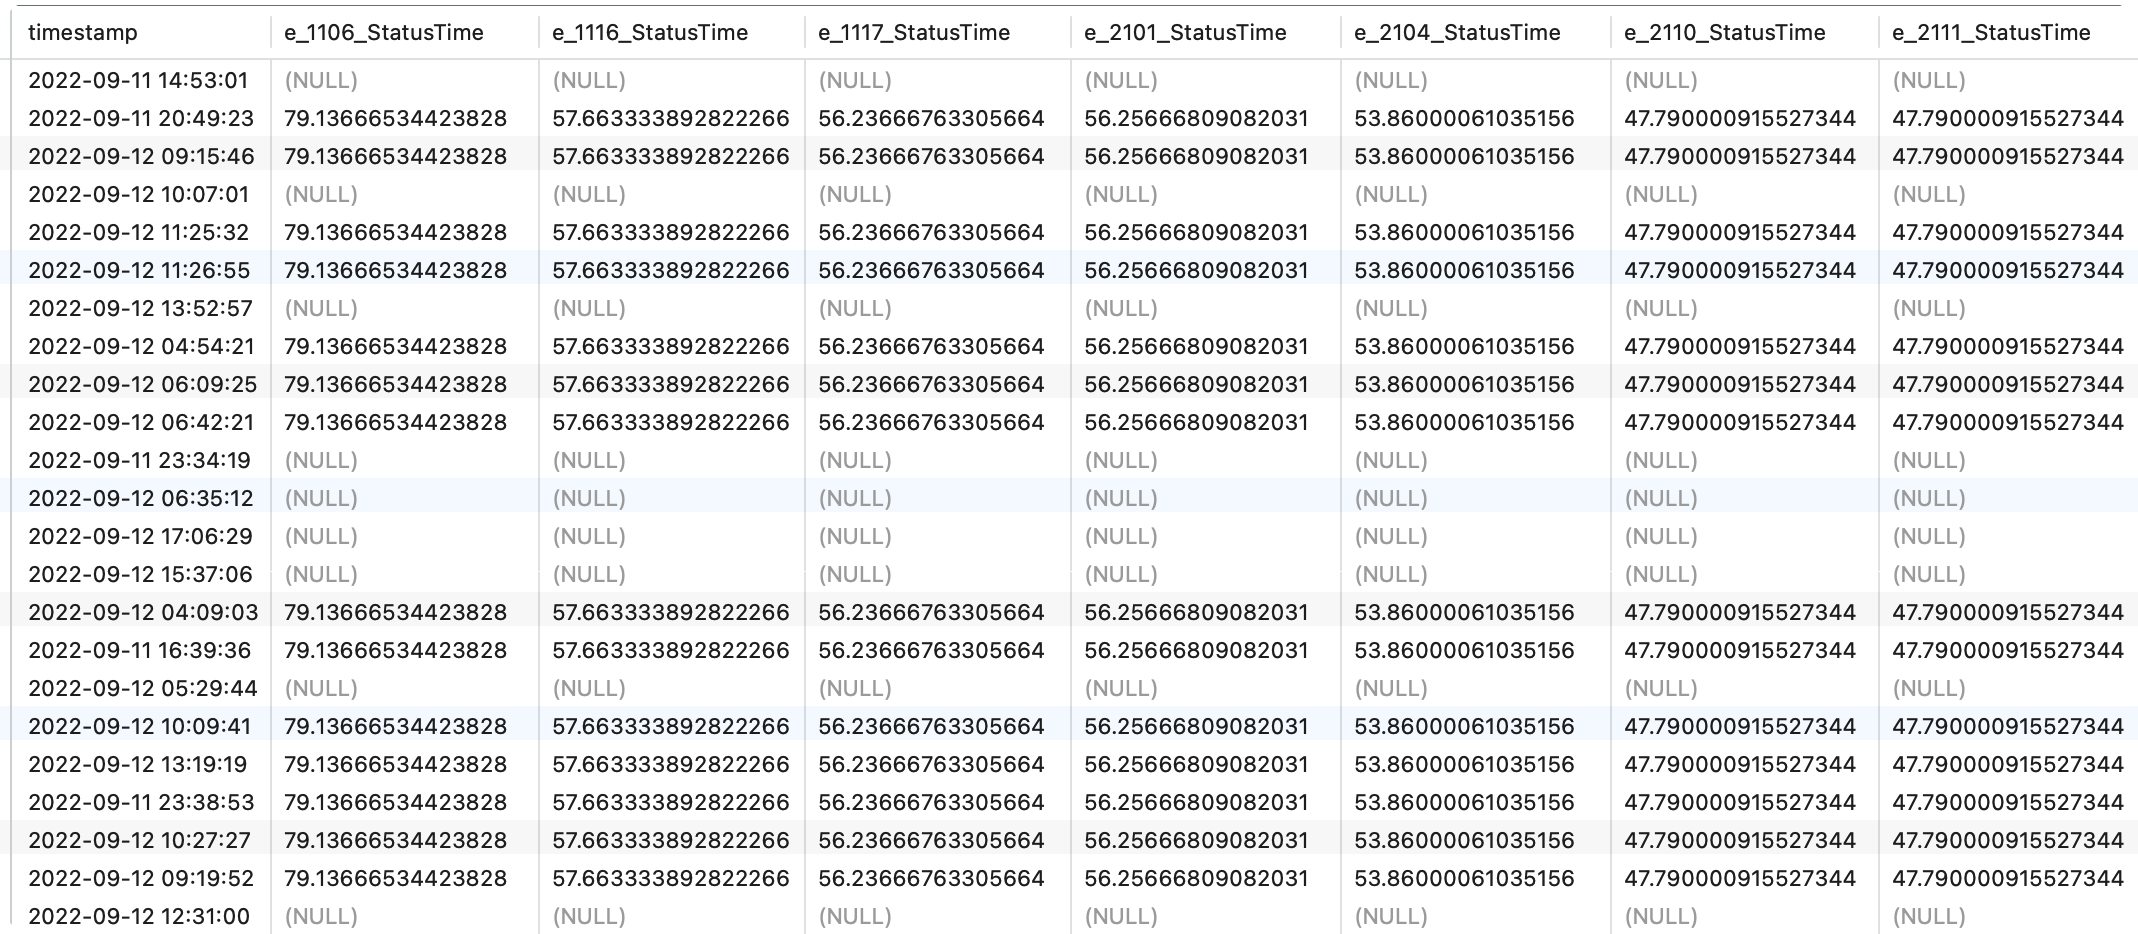 timestamp e_1106_StatusTime e_1116_StatusTime e_1117_StatusTime e_2101_StatusTime e_2104_StatusTime e_2110_StatusTime e_2111_StatusTime
2022-09-11 14:53:01 (NULL) (NULL) (NULL) (NULL) (NULL) (NULL) (NULL)
2022-09-11 20:49:23 79.13666534423828 57.663333892822266 56.23666763305664 56.25666809082031 53.86000061035156 47.790000915527344 47.790000915527344
2022-09-12 09:15:46 79.13666534423828 57.663333892822266 56.23666763305664 56.25666809082031 53.86000061035156 47.790000915527344 47.790000915527344
2022-09-12 10:07:01 (NULL) (NULL) (NULL) (NULL) (NULL) (NULL) (NULL)
2022-09-12 11:25:32 79.13666534423828 57.663333892822266 56.23666763305664 56.25666809082031 53.86000061035156 47.790000915527344 47.790000915527344
2022-09-12 11:26:55 79.13666534423828 57.663333892822266 56.23666763305664 56.25666809082031 53.86000061035156 47.790000915527344 47.790000915527344
2022-09-12 13:52:57 (NULL) (NULL) (NULL) (NULL) (NULL) (NULL) (NULL)
2022-09-12 04:54:21 79.13666534423828 57.663333892822266 56.23666763305664 56.25666809082031 53.86000061035156 47.790000915527344 47.790000915527344
2022-09-12 06:09:25 79.13666534423828 57.663333892822266 56.23666763305664 56.25666809082031 53.86000061035156 47.790000915527344 47.790000915527344
2022-09-12 06:42:21 79.13666534423828 57.663333892822266 56.23666763305664 56.25666809082031 53.86000061035156 47.790000915527344 47.790000915527344
2022-09-11 23:34:19 (NULL) (NULL) (NULL) (NULL) (NULL) (NULL) (NULL)
2022-09-12 06:35:12 (NULL) (NULL) (NULL) (NULL) (NULL) (NULL) (NULL)
2022-09-12 17:06:29 (NULL) (NULL) (NULL) (NULL) (NULL) (NULL) (NULL)
2022-09-12 15:37:06 (NULL) (NULL) (NULL) (NULL) (NULL) (NULL) (NULL)
2022-09-12 04:09:03 79.13666534423828 57.663333892822266 56.23666763305664 56.25666809082031 53.86000061035156 47.790000915527344 47.790000915527344
2022-09-11 16:39:36 79.13666534423828 57.663333892822266 56.23666763305664 56.25666809082031 53.86000061035156 47.790000915527344 47.790000915527344
2022-09-12 05:29:44 (NULL) (NULL) (NULL) (NULL) (NULL) (NULL) (NULL)
2022-09-12 10:09:41 79.13666534423828 57.663333892822266 56.23666763305664 56.25666809082031 53.86000061035156 47.790000915527344 47.790000915527344
2022-09-12 13:19:19 79.13666534423828 57.663333892822266 56.23666763305664 56.25666809082031 53.86000061035156 47.790000915527344 47.790000915527344
2022-09-11 23:38:53 79.13666534423828 57.663333892822266 56.23666763305664 56.25666809082031 53.86000061035156 47.790000915527344 47.790000915527344
2022-09-12 10:27:27 79.13666534423828 57.663333892822266 56.23666763305664 56.25666809082031 53.86000061035156 47.790000915527344 47.790000915527344
2022-09-12 09:19:52 79.13666534423828 57.663333892822266 56.23666763305664 56.25666809082031 53.86000061035156 47.790000915527344 47.790000915527344
2022-09-12 12:31:00 (NULL) (NULL) (NULL) (NULL) (NULL) (NULL) (NULL)